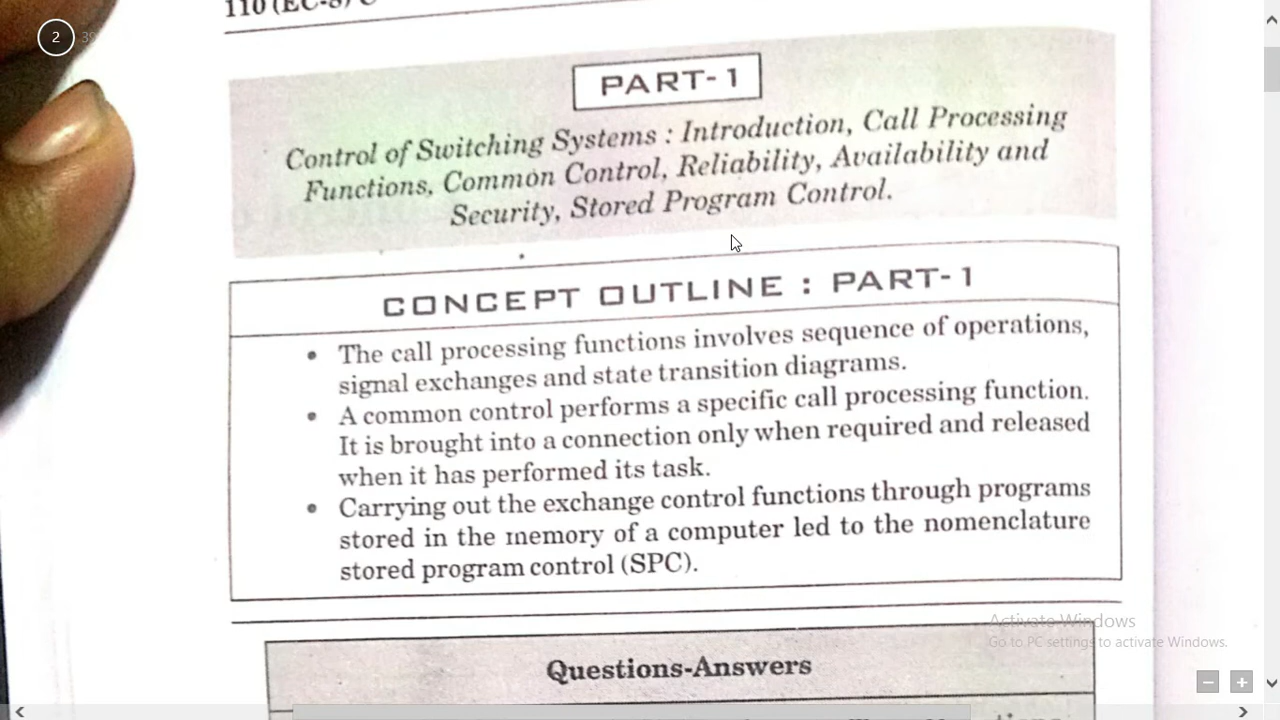 110 (EC-8) C
2 39
PART-1
Control of Switching Systems : Introduction, Call Processing
Functions, Common Control, Reliability, Availability and
Security, Stored Program Control.
CONCEPT OUTLINE : PART-1
• The call processing functions involves sequence of operations,
signal exchanges and state transition diagrams.
• A common control performs a specific call processing function.
It is brought into a connection only when required and released
when it has performed its task.
• Carrying out the exchange control functions through programs
stored in the memory of a computer led to the nomenclature
stored program control (SPC).
Activate Windows
Go to PC settings to activate Windows.
Questions-Answers